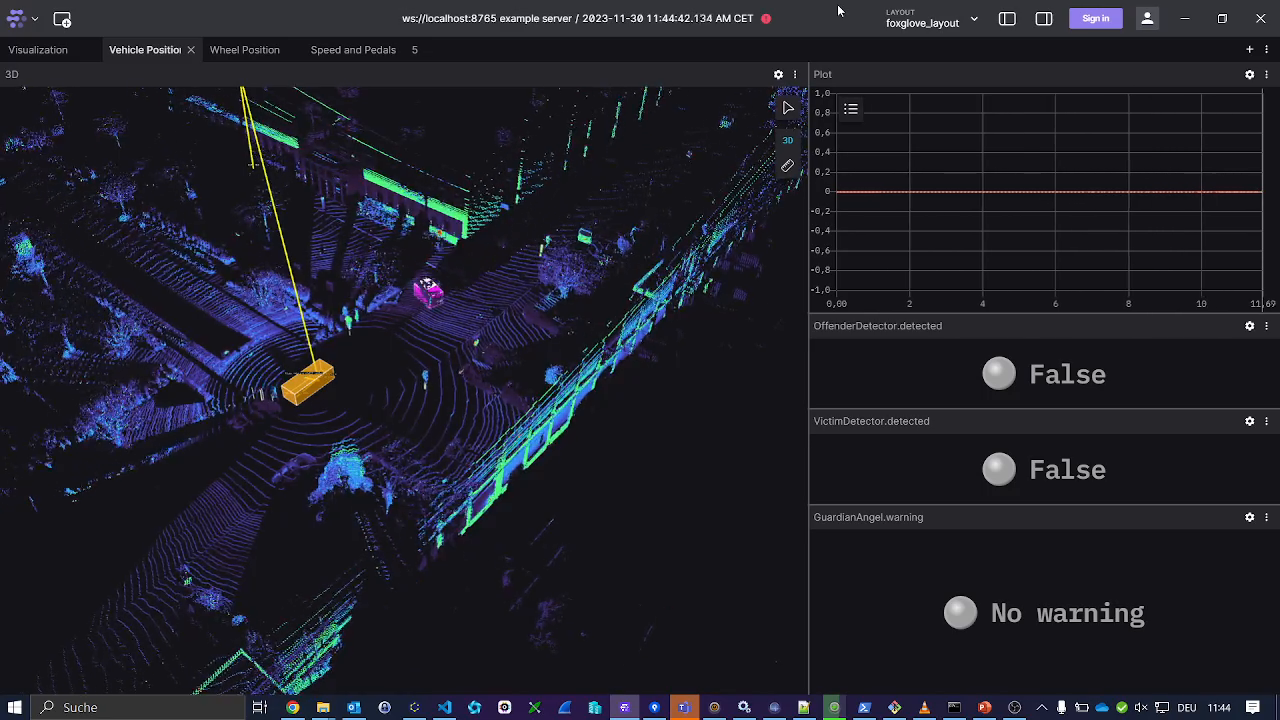 ws://localhost:8765 example server / 2023-11-30 11:44:42.134 AM CET
LAYOUT
foxglove_layout
Sign in
Visualization
Vehicle Position
Wheel Position
Speed and Pedals
5
3D
3D
Plot
1,0
0,8
0,6
0,4
0,2
0
-0,2
-0,4
-0,6
-0,8
-1,0
0,00
2
4
6
8
10
11,69
OffenderDetector.detected
False
VictimDetector.detected
False
GuardianAngel.warning
No warning
Suche
DEU
11:44